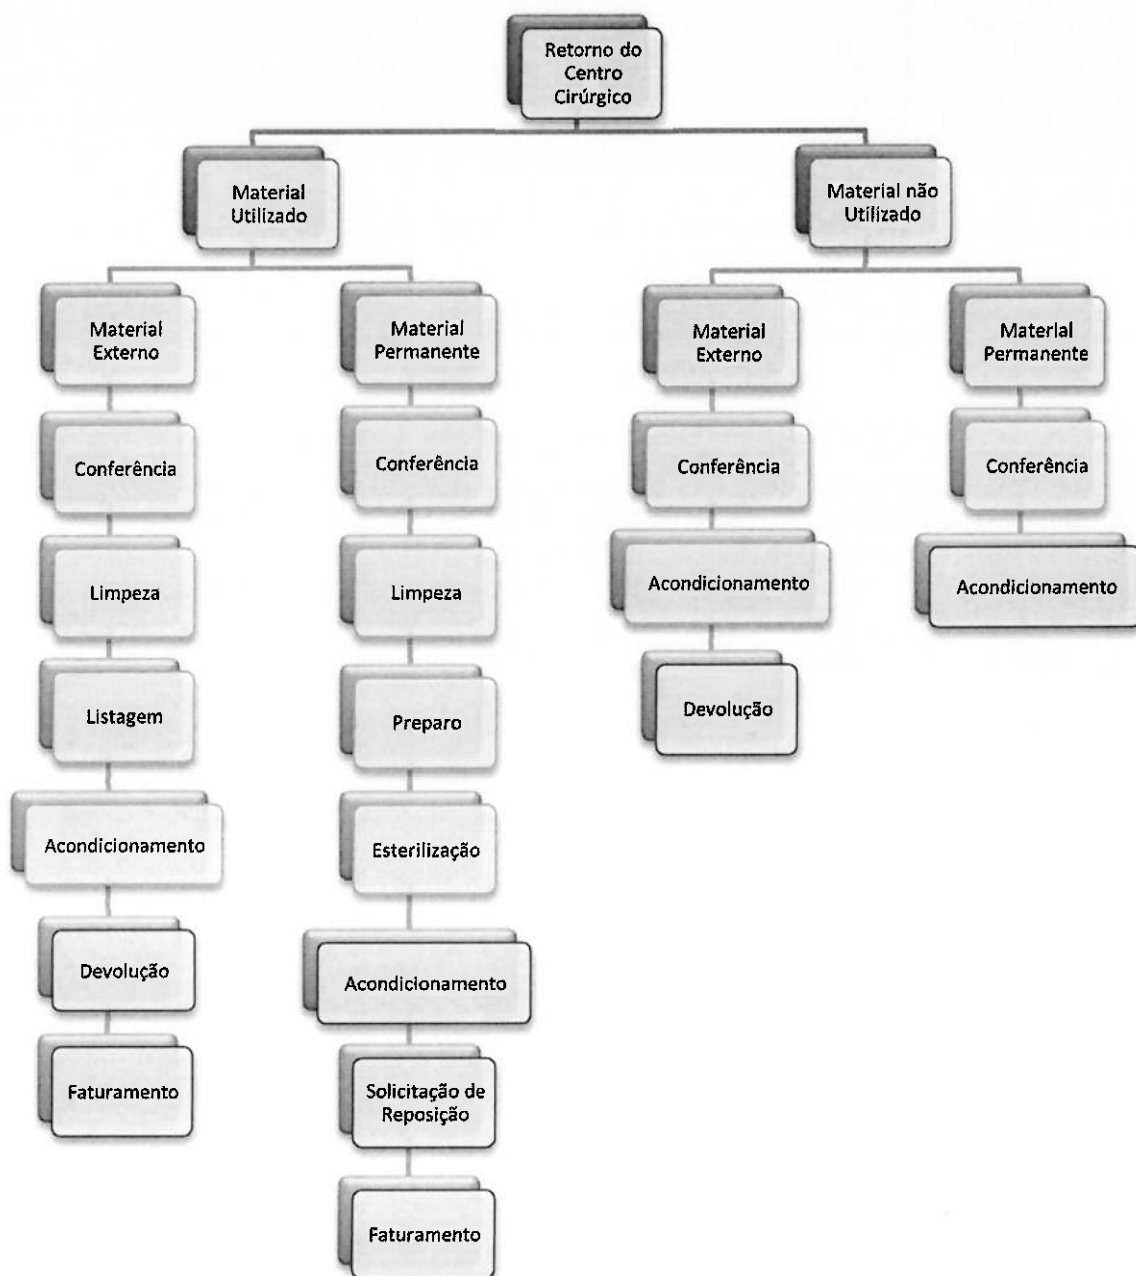 Retorno do
Centro
Cirúrgico
Material
Utilizado
Material não
Utilizado
Material
Externo
Material
Permanente
Material
Externo
Material
Permanente
Conferência
Conferência
Conferência
Conferência
Limpeza
Limpeza
Acondicionamento
Acondicionamento
Listagem
Preparo
Devolução
Acondicionamento
Esterilização
Devolução
Acondicionamento
Faturamento
Solicitação de
Reposição
Faturamento